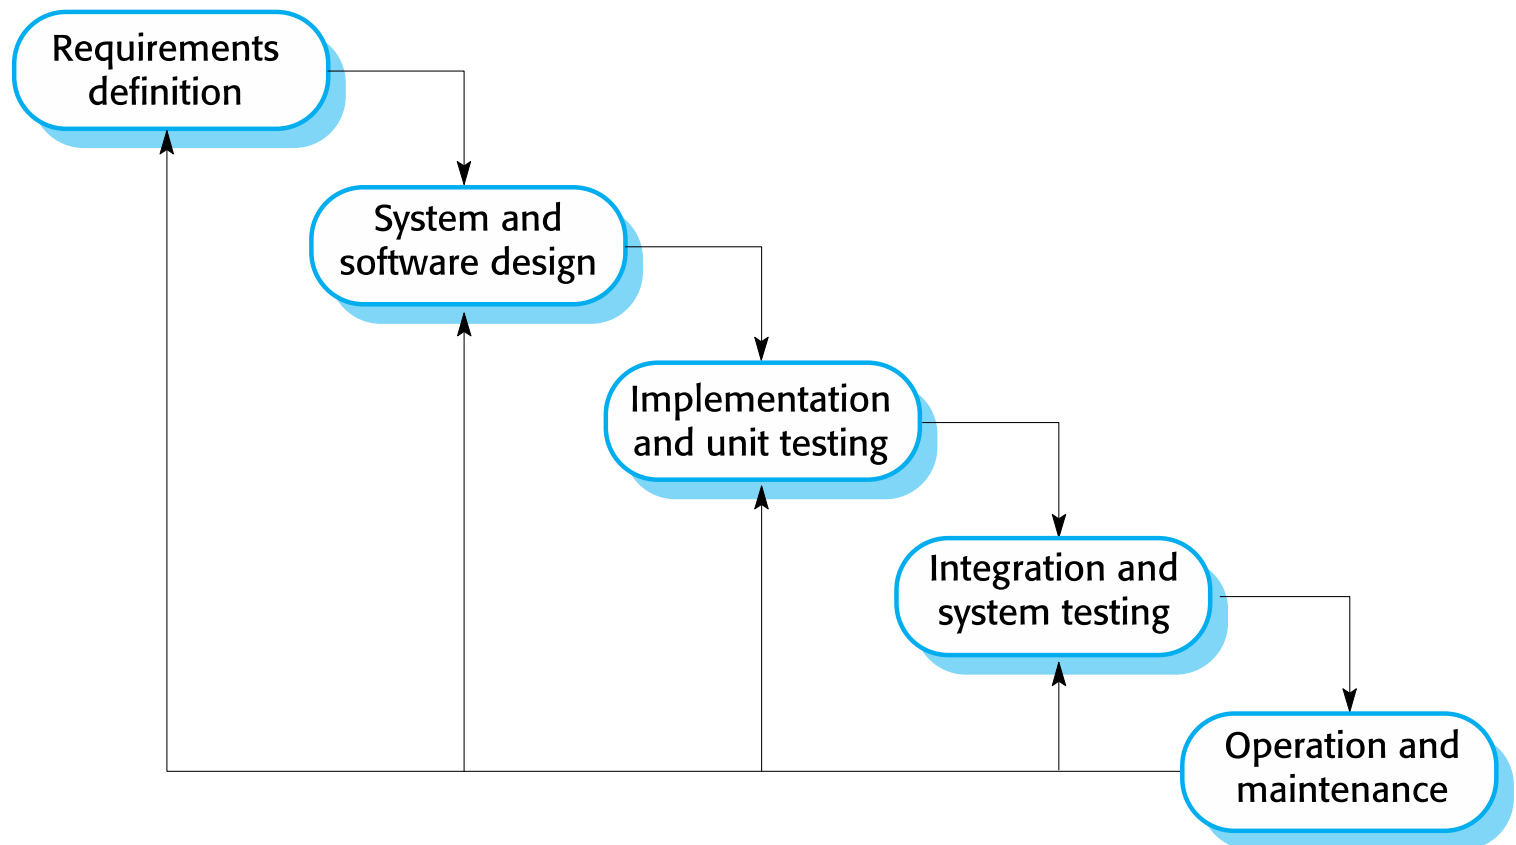 Requirements
definition
System and
software design
Implementation
and unit testing
Integration and
system testing
Operation and
maintenance